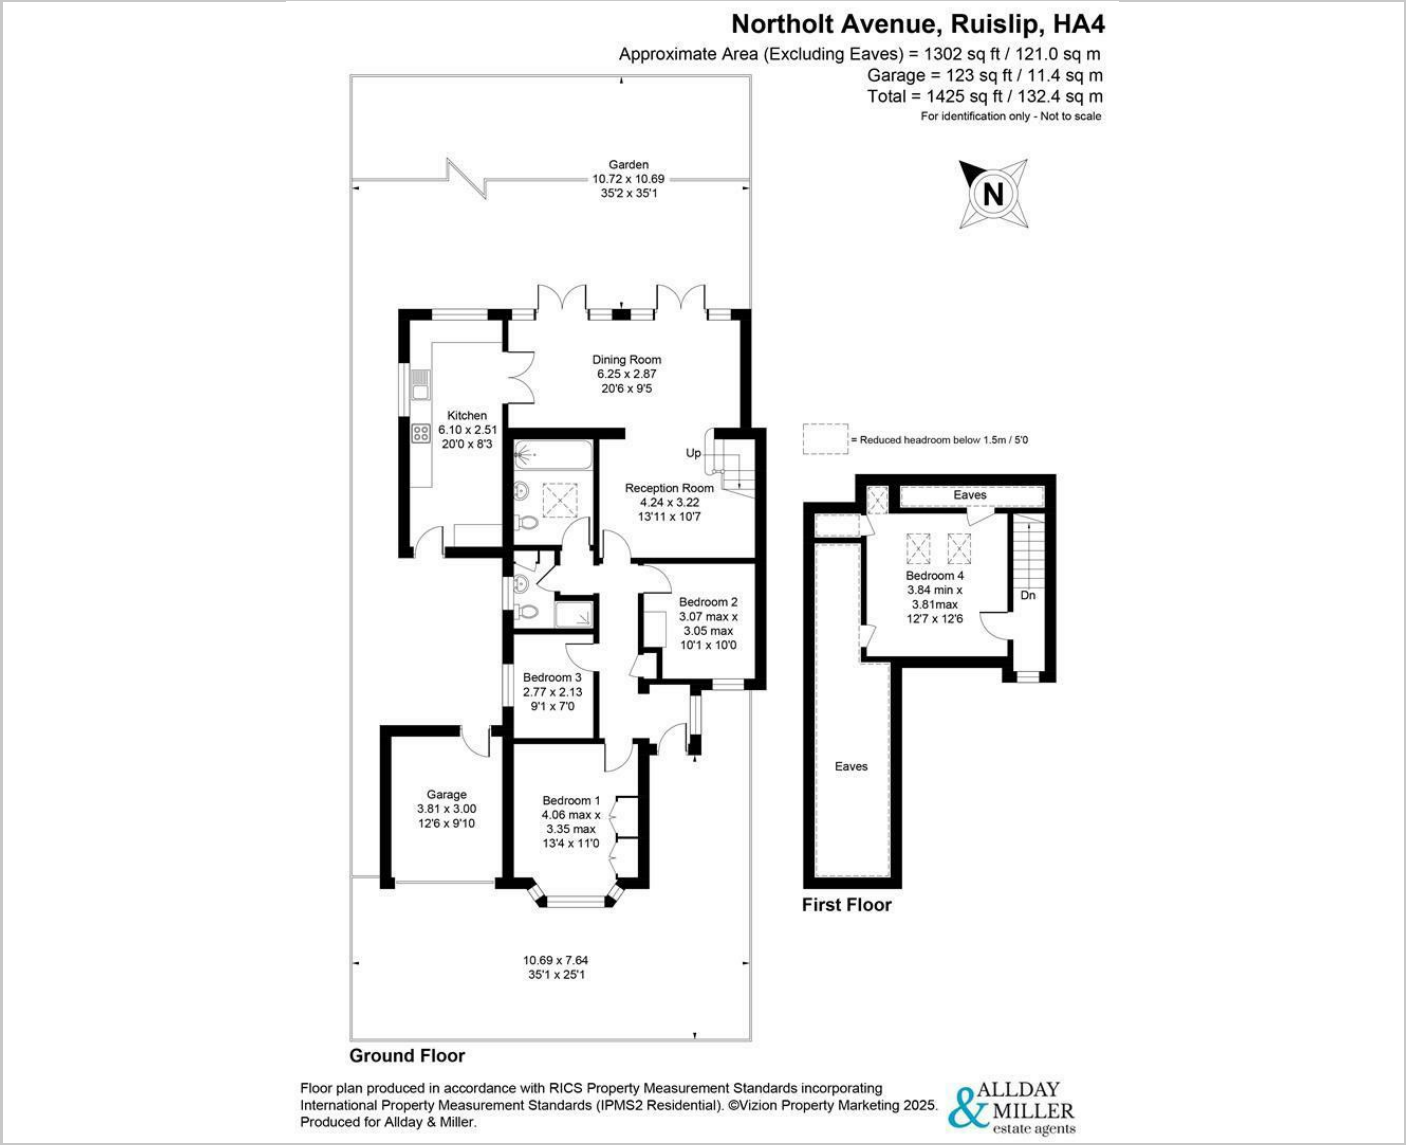 Northolt Avenue, Ruislip, HA4
Approximate Area (Excluding Eaves) = 1302 sq ft / 121.0 sq m
Garage = 123 sq ft / 11.4 sq m
Total = 1425 sq ft / 132.4 sq m
For identification only - Not to scale
N
Garden
10.72 x 10.69
35'2 x 35'1
Dining Room
6.25 x 2.87
20'6 x 9'5
Kitchen
6.10 x 2.51
20'0 x 8'3
Up
Reception Room
4.24 x 3.22
13'11 x 10'7
Bedroom 2
3.07 max x
3.05 max
10'1 x 10'0
Bedroom 3
2.77 x 2.13
9'1 x 7'0
Garage
3.81 x 3.00
12'6 x 9'10
Bedroom 1
4.06 max x
3.35 max
13'4 x 11'0
10.69 x 7.64
35'1 x 25'1
Ground Floor
= Reduced headroom below 1.5m / 5'0
Eaves
Bedroom 4
3.84 min x
3.81max
12'7 x 12'6
Dn
Eaves
First Floor
Floor plan produced in accordance with RICS Property Measurement Standards incorporating
International Property Measurement Standards (IPMS2 Residential). ©Vizion Property Marketing 2025.
Produced for Allday & Miller.
ALLDAY
& MILLER
estate agents